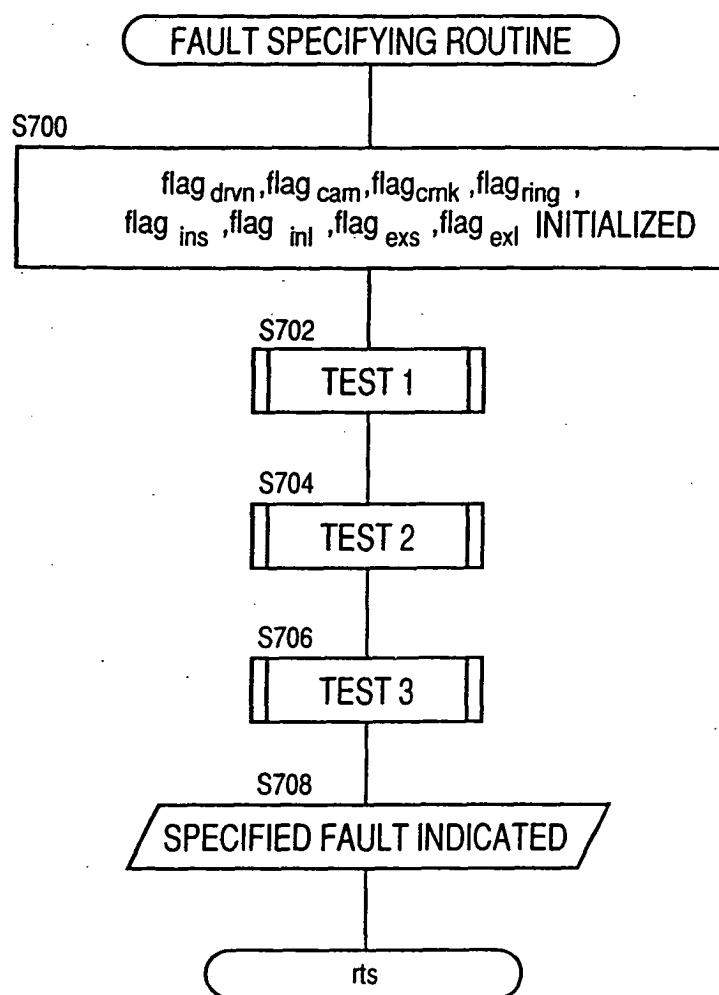 FAULT SPECIFYING ROUTINE
S700
flag drvn, flag cam, flag crnk, flag ring,
flag ins, flag inl, flag exs, flag exl INITIALIZED
S702
TEST 1
S704
TEST 2
S706
TEST 3
S708
SPECIFIED FAULT INDICATED
rts